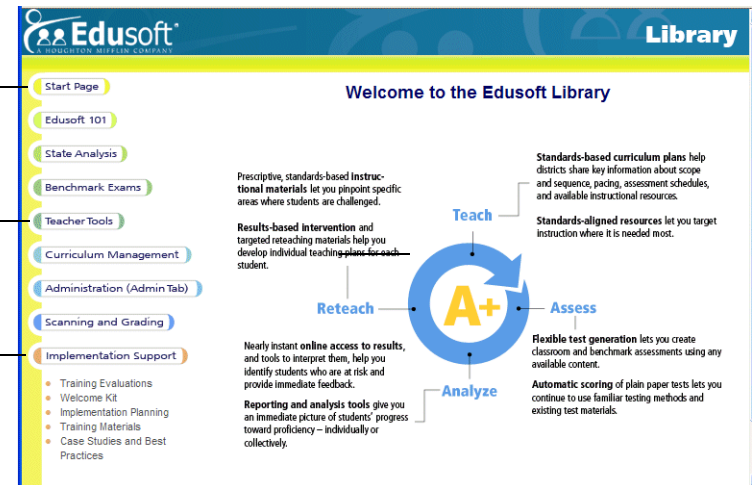 Edusoft
A HOUGHTON MIFFLIN COMPANY
Library
Start Page
Edusoft 101
State Analysis
Benchmark Exams
Teacher Tools
Curriculum Management
Administration (Admin Tab)
Scanning and Grading
Implementation Support
Training Evaluations
Welcome Kit
Implementation Planning
Training Materials
Case Studies and Best
Practices
Welcome to the Edusoft Library
Standards-based curriculum plans help
districts share key information about scope
and sequence, pacing, assessment schedules,
and available instructional resources.
Standards-aligned resources let you target
instruction where it is needed most.
Teach
Prescriptive, standards-based instruc-
tional materials let you pinpoint specific
areas where students are challenged.
Results-based intervention and
targeted reteaching materials help you
develop individual teaching plans for each
student.
Reteach
A+
Assess
Flexible test generation lets you create
classroom and benchmark assessments using any
available content.
Automatic scoring of plain paper tests lets you
continue to use familiar testing methods and
existing test materials.
Nearly instant online access to results,
and tools to interpret them, help you
identify students who are at risk and
provide immediate feedback.
Reporting and analysis tools give you
an immediate picture of students' progress
toward proficiency – individually or
collectively.
Analyze